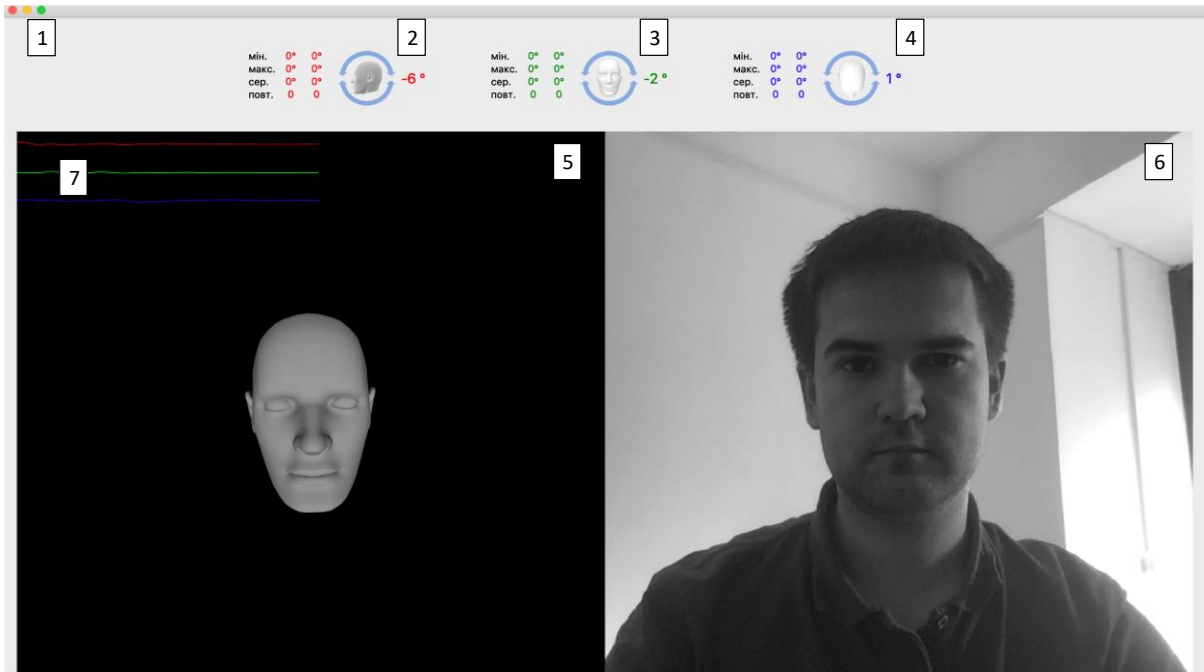 1
2
3
4
мін. 0° 0°
макс. 0° 0°
сер. 0° 0°
повт. 0 0
-6 °
мін. 0° 0°
макс. 0° 0°
сер. 0° 0°
повт. 0 0
-2 °
мін. 0° 0°
макс. 0° 0°
сер. 0° 0°
повт. 0 0
1 °
5
6
7